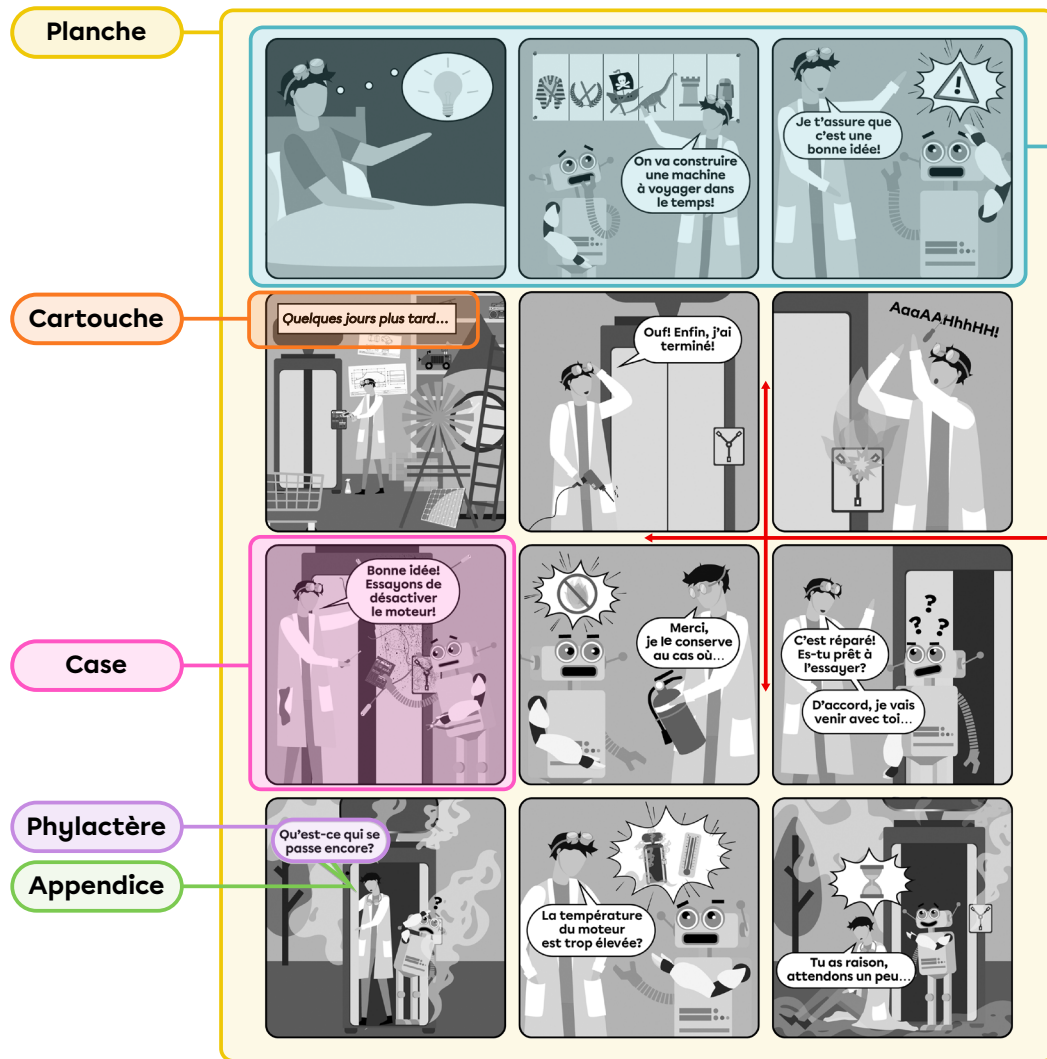 Planche
On va construire
une machine
à voyager dans
le temps!
Je t'assure que
c'est une
bonne idée!
!
Cartouche
Quelques jours plus tard...
Ouf! Enfin, j'ai
terminé!
AaaAAHhhHH!
Case
Bonne idée!
Essayons de
désactiver
le moteur!
Merci,
je le conserve
au cas où...
? ? ?
C'est réparé!
Es-tu prêt à
l'essayer?
D'accord, je vais
venir avec toi...
Phylactère
Appendice
Qu'est-ce qui se
passe encore?
?
La température
du moteur
est trop élevée?
Tu as raison,
attendons un peu...